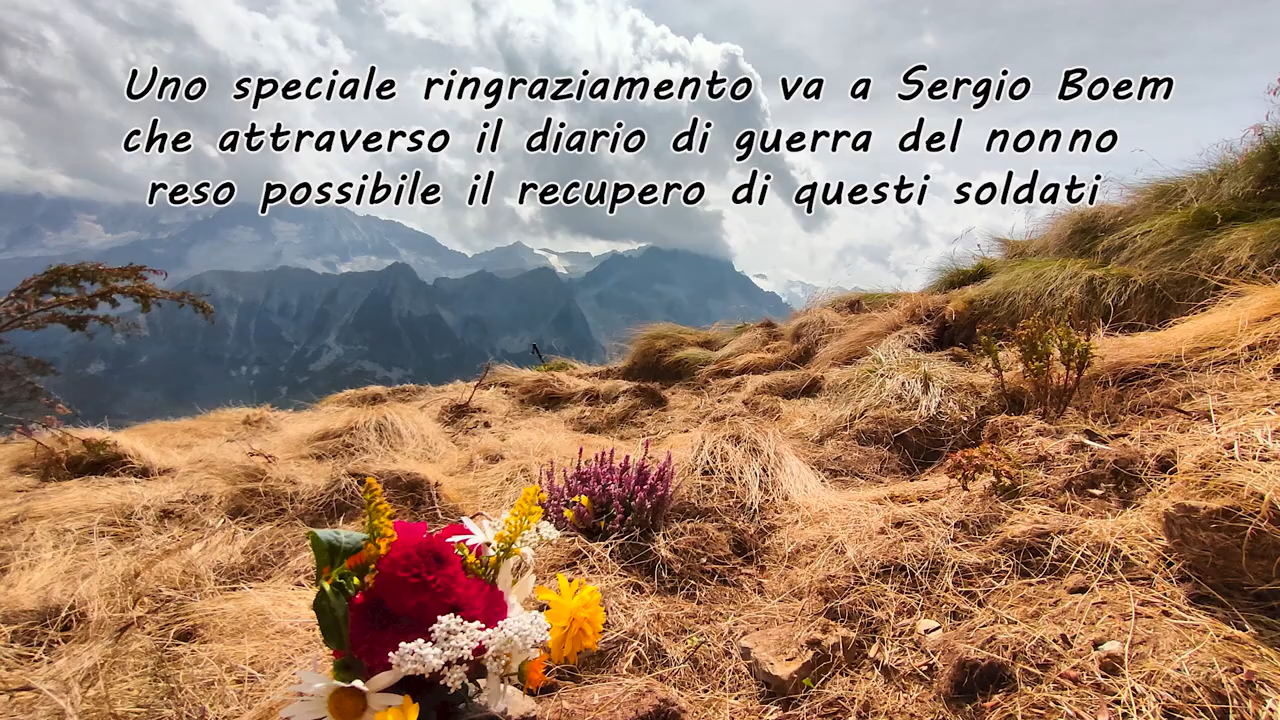 Uno speciale ringraziamento va a Sergio Boem
che attraverso il diario di guerra del nonno
reso possibile il recupero di questi soldati